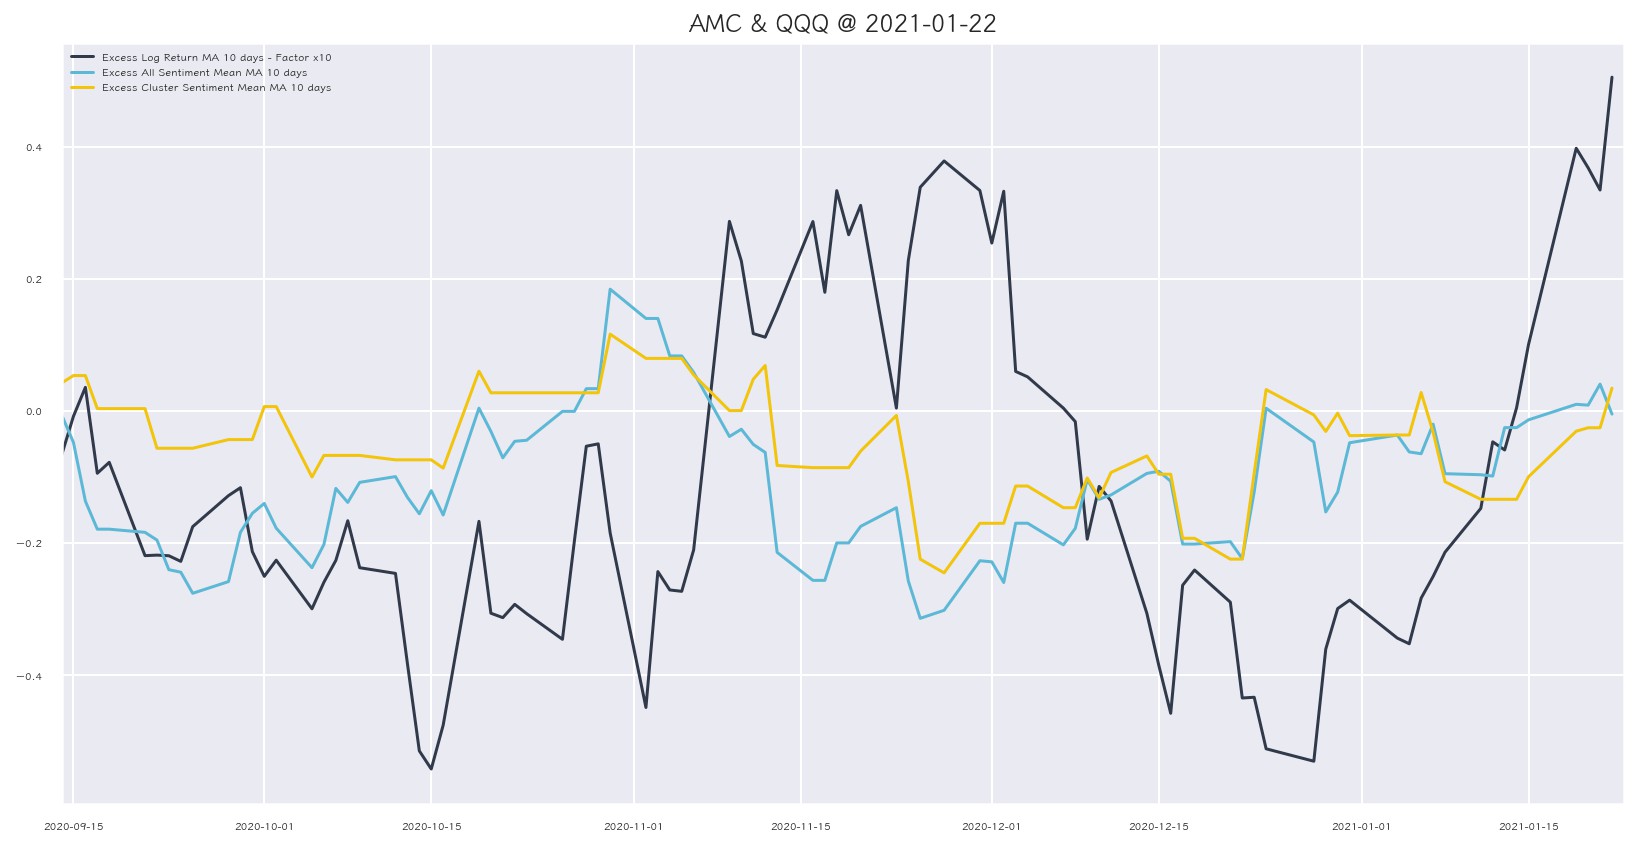 AMC & QQQ @ 2021-01-22
Excess Log Return MA 10 days - Factor x10
Excess All Sentiment Mean MA 10 days
Excess Cluster Sentiment Mean MA 10 days
0.4
0.2
0.0
−0.2
−0.4
2020-09-15 2020-10-01 2020-10-15 2020-11-01 2020-11-15 2020-12-01 2020-12-15 2021-01-01 2021-01-15